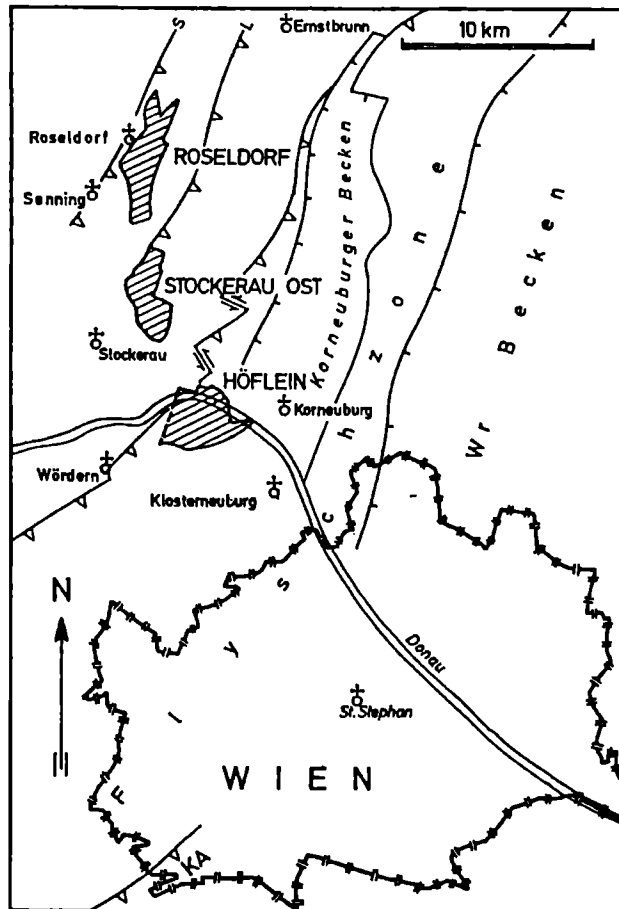 S
L
Ernstbrunn
10 km
Roseldorf
ROSELDORF
Senning
Korneuburger Becken
Flyschzone
Wr. Becken
STOCKERAU OST
Stockerau
HÖFLEIN
Korneuburg
Wördern
Klosterneuburg
N
Donau
St. Stephan
WIEN
KA